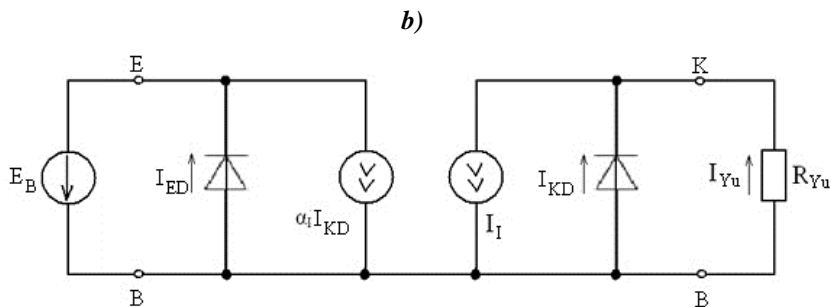 b)
E
K
E_B
I_ED
α_I I_KD
I_I
I_KD
I_Yu
R_Yu
B
B